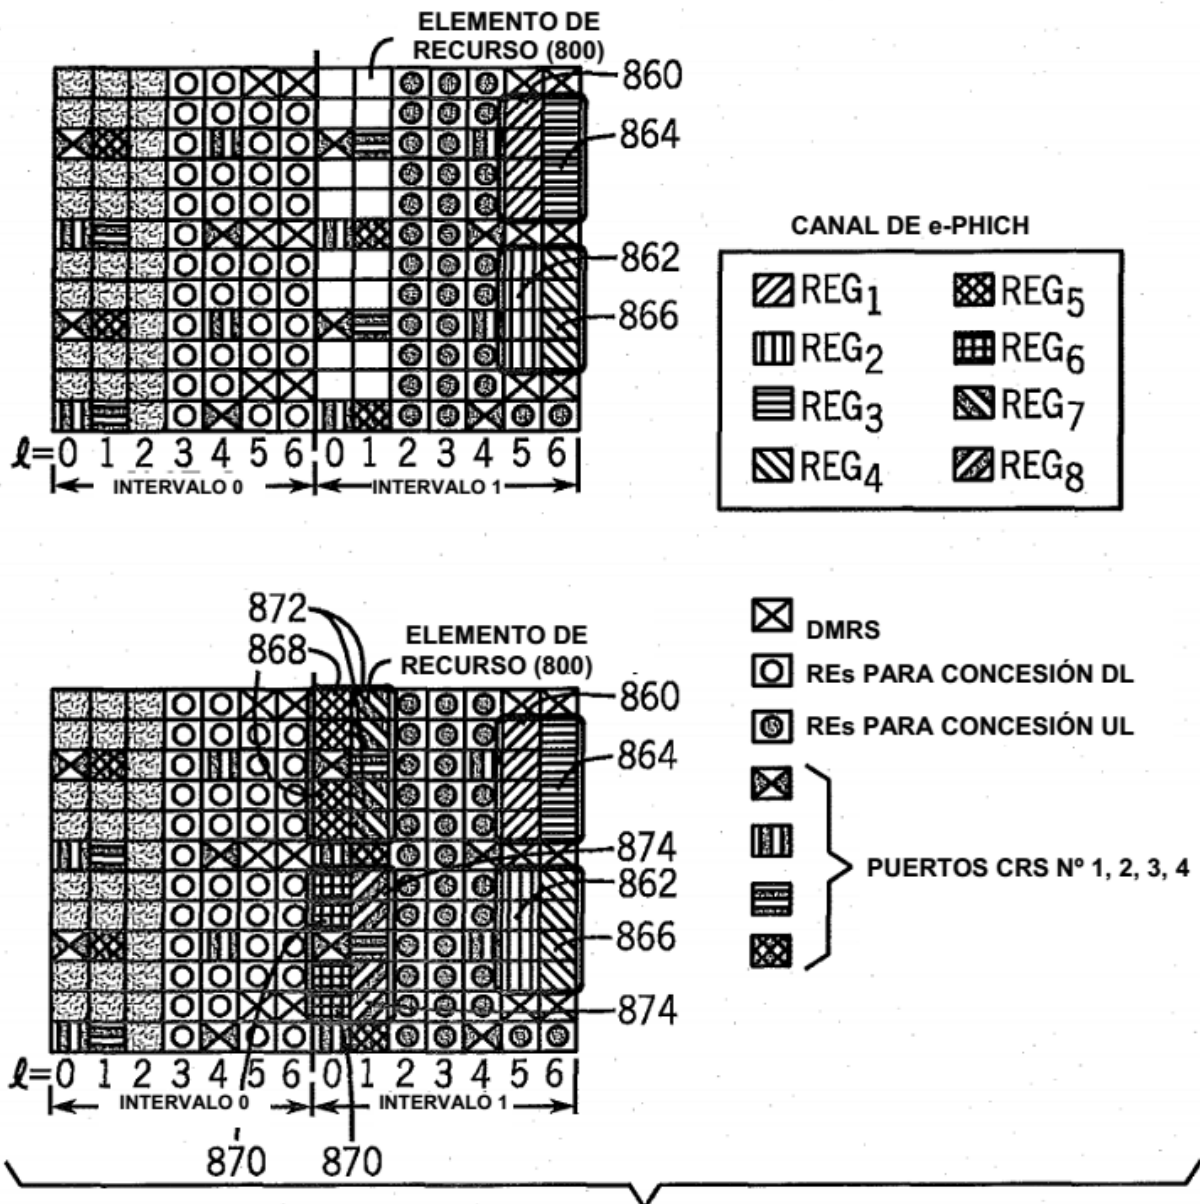 ELEMENTO DE
RECURSO (800)
860
864
862
866
ℓ=0 1 2 3 4 5 6 0 1 2 3 4 5 6
INTERVALO 0 INTERVALO 1
CANAL DE e-PHICH
REG1 REG5
REG2 REG6
REG3 REG7
REG4 REG8
872
868
ELEMENTO DE
RECURSO (800)
860
864
874
862
866
874
ℓ=0 1 2 3 4 5 6 0 1 2 3 4 5 6
INTERVALO 0 INTERVALO 1
870 870
DMRS
REs PARA CONCESIÓN DL
REs PARA CONCESIÓN UL
PUERTOS CRS Nº 1, 2, 3, 4